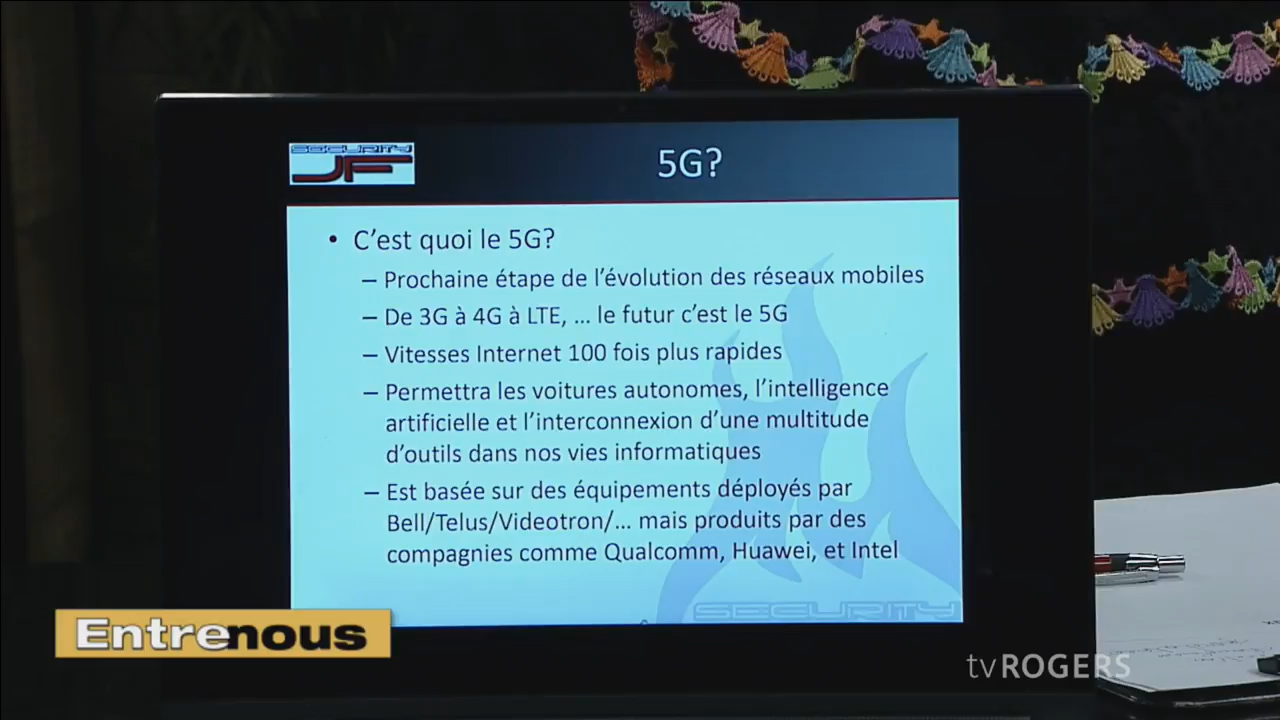 SECURITY
JF
5G?
• C'est quoi le 5G?
– Prochaine étape de l'évolution des réseaux mobiles
– De 3G à 4G à LTE, ... le futur c'est le 5G
– Vitesses Internet 100 fois plus rapides
– Permettra les voitures autonomes, l'intelligence
artificielle et l'interconnexion d'une multitude
d'outils dans nos vies informatiques
– Est basée sur des équipements déployés par
Bell/Telus/Videotron/... mais produits par des
compagnies comme Qualcomm, Huawei, et Intel
SECURITY
Entrenous
tvROGERS